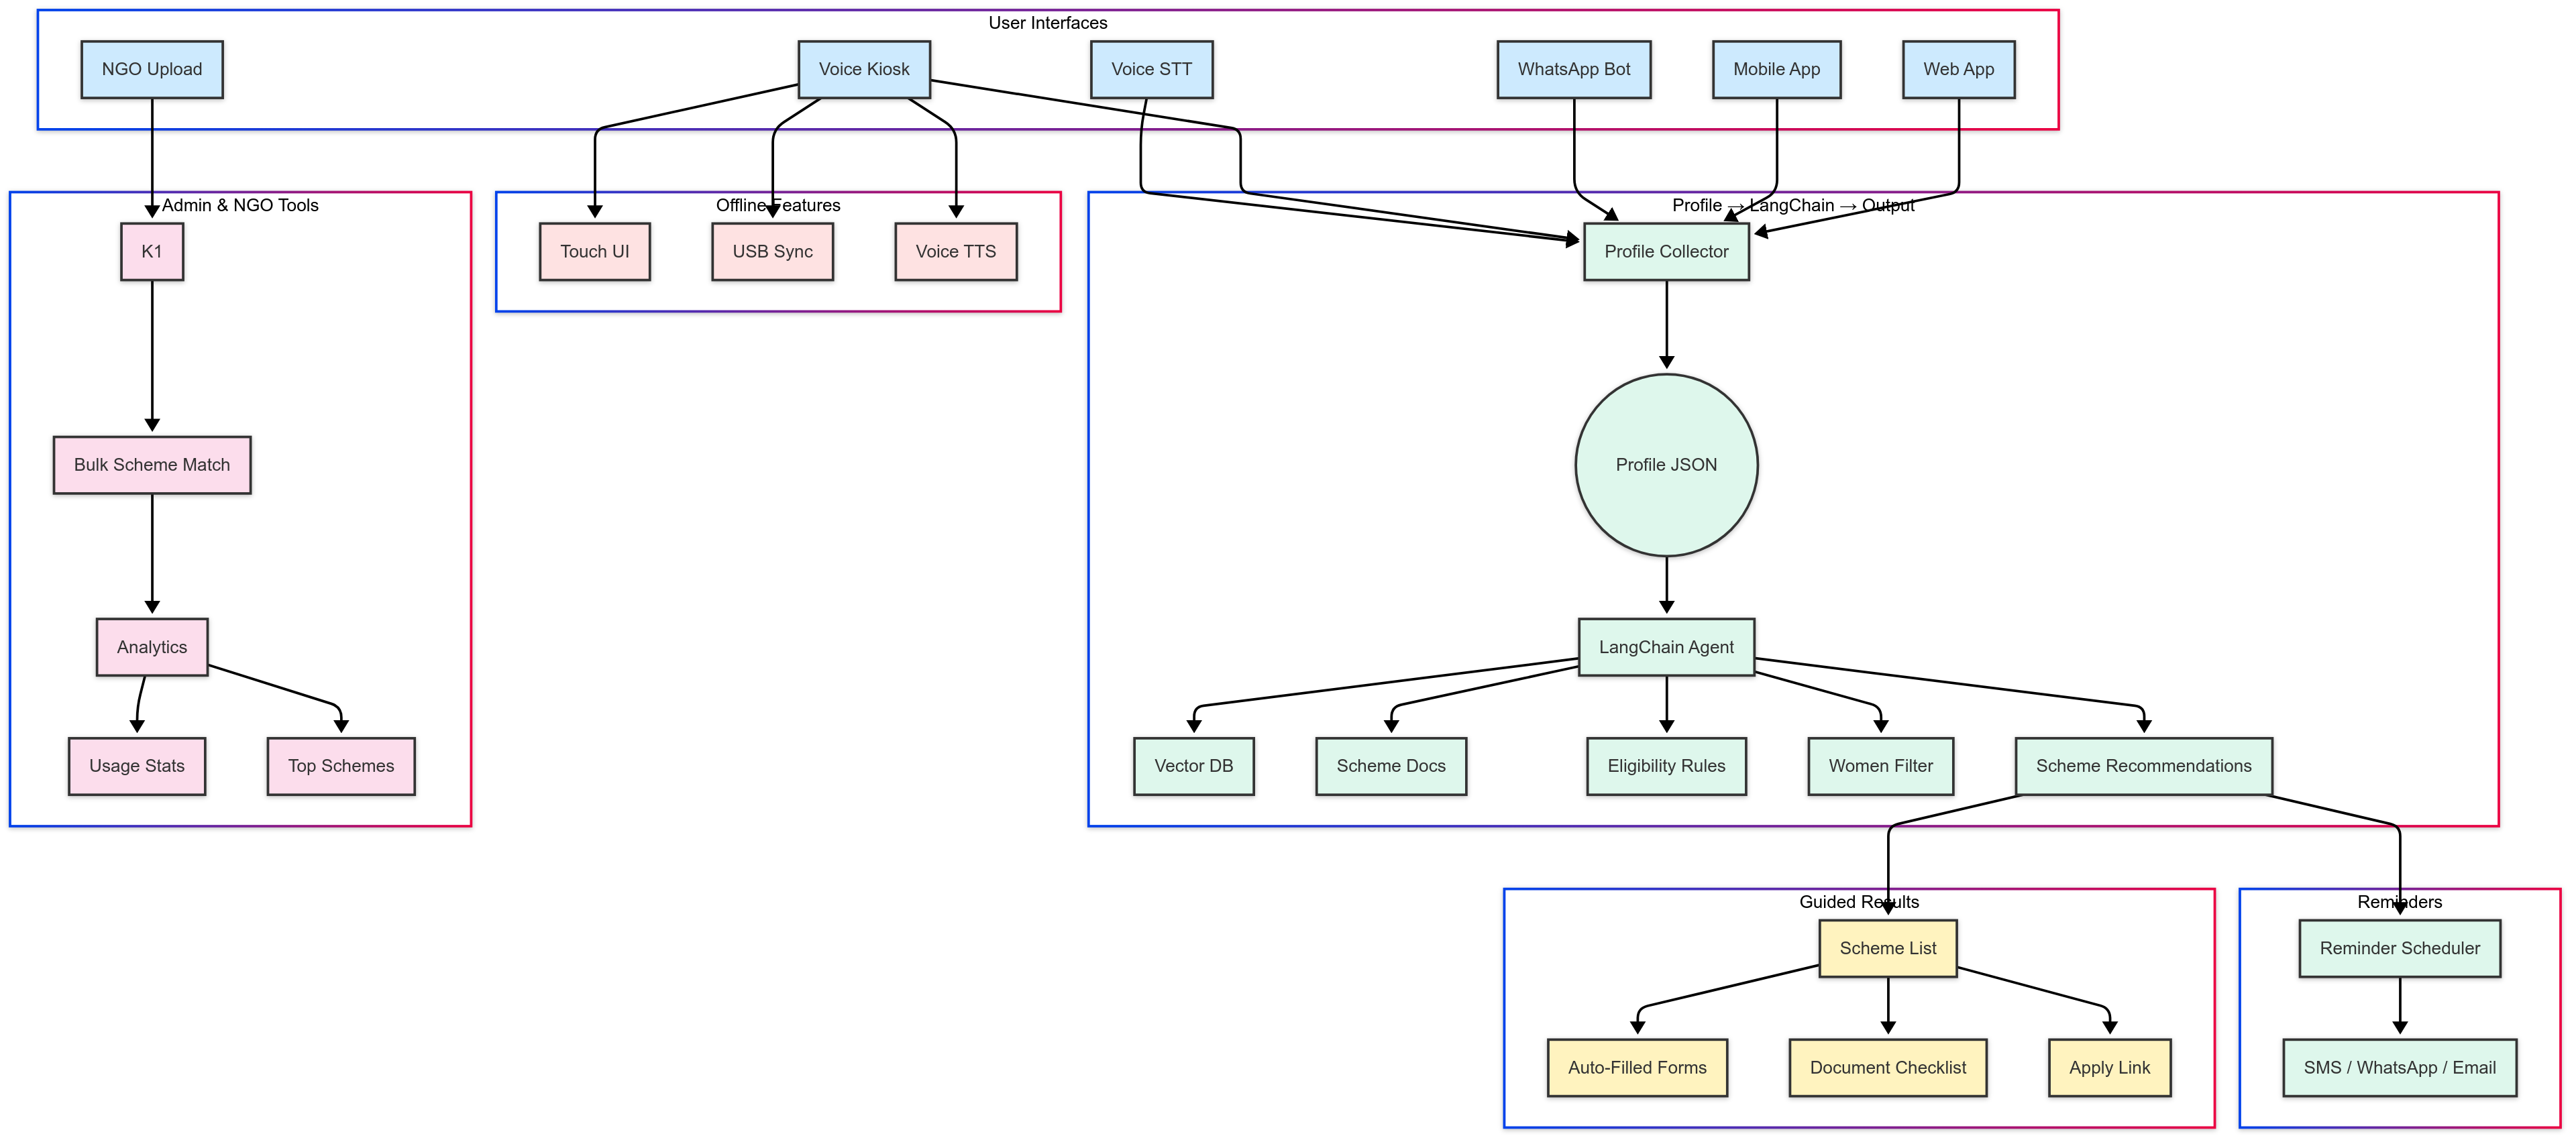 User Interfaces
NGO Upload
Voice Kiosk
Voice STT
WhatsApp Bot
Mobile App
Web App
Admin & NGO Tools
K1
Bulk Scheme Match
Analytics
Usage Stats
Top Schemes
Offline Features
Touch UI
USB Sync
Voice TTS
Profile → LangChain → Output
Profile Collector
Profile JSON
LangChain Agent
Vector DB
Scheme Docs
Eligibility Rules
Women Filter
Scheme Recommendations
Guided Results
Scheme List
Auto-Filled Forms
Document Checklist
Apply Link
Reminders
Reminder Scheduler
SMS / WhatsApp / Email